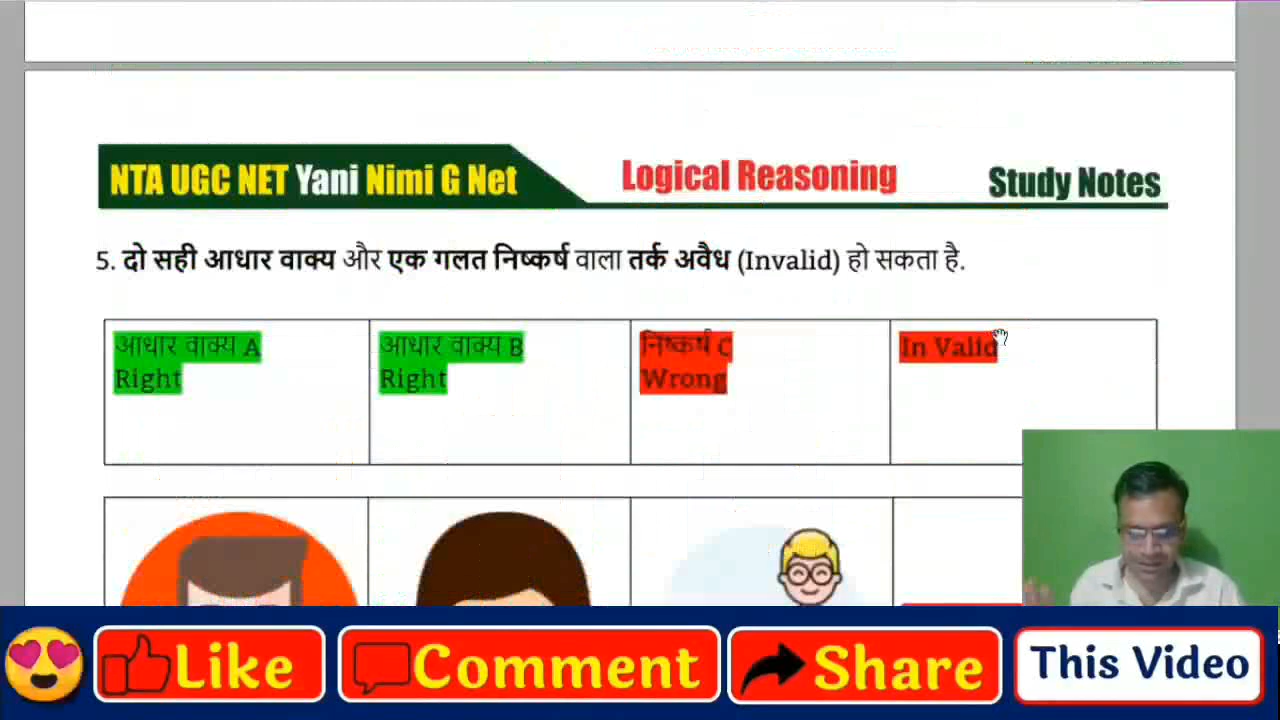 NTA UGC NET Yani Nimi G Net
Logical Reasoning
Study Notes
5. दो सही आधार वाक्य और एक गलत निष्कर्ष वाला तर्क अवैध (Invalid) हो सकता है.
आधार वाक्य A
Right
आधार वाक्य B
Right
निष्कर्ष C
Wrong
In Valid
Like
Comment
Share
This Video